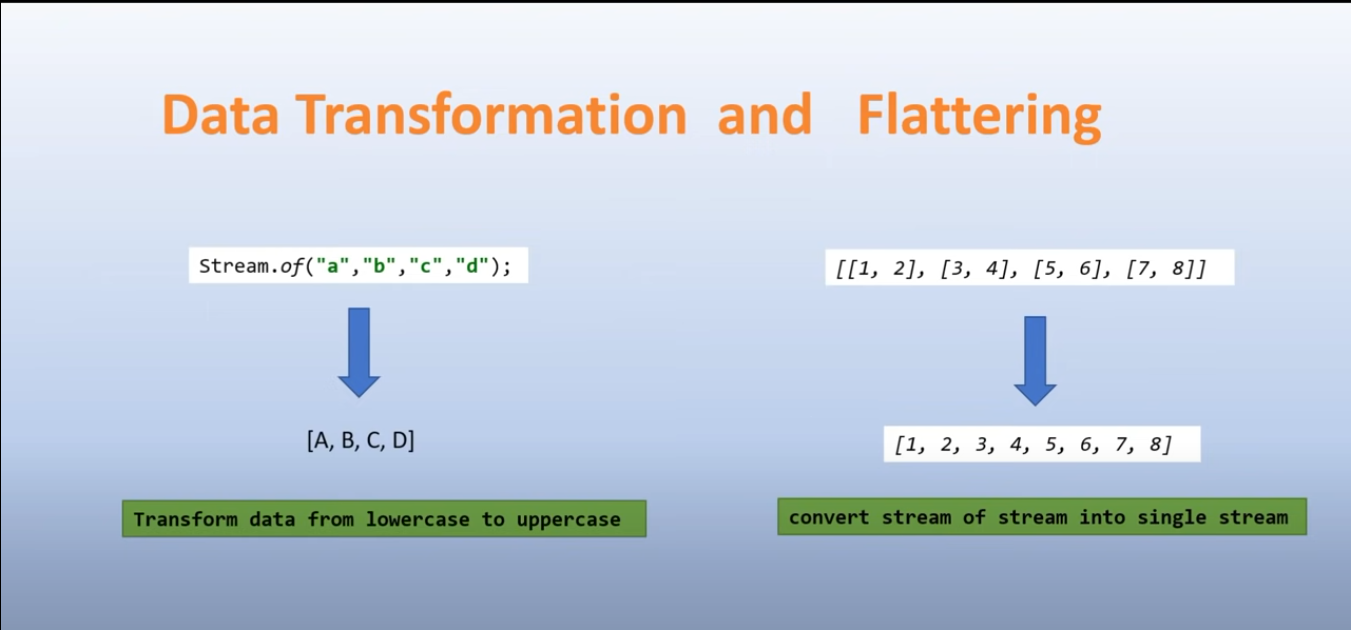 Data Transformation and Flattering
Stream.of("a","b","c","d");
[A, B, C, D]
Transform data from lowercase to uppercase
[[1, 2], [3, 4], [5, 6], [7, 8]]
[1, 2, 3, 4, 5, 6, 7, 8]
convert stream of stream into single stream